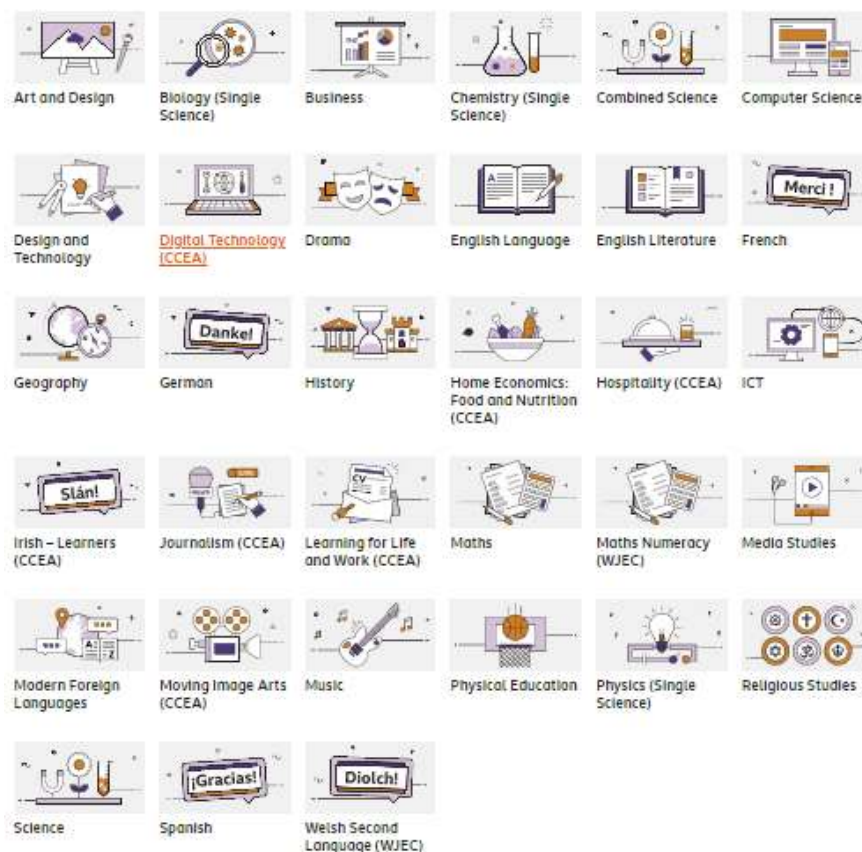 Art and Design
Biology (Single
Science)
Business
Chemistry (Single
Science)
Combined Science
Computer Science
Merci !
Design and
Technology
Digital Technology
(CCEA)
Drama
A
English Language
English Literature
French
Danke!
Geography
German
History
Home Economics:
Food and Nutrition
(CCEA)
Hospitality (CCEA)
ICT
Slán!
CV
Irish – Learners
(CCEA)
Journalism (CCEA)
Learning for Life
and Work (CCEA)
Maths
Maths Numeracy
(WJEC)
Media Studies
A
Z
Modern Foreign
Languages
Moving Image Arts
(CCEA)
Music
Physical Education
Physics (Single
Science)
Religious Studies
¡Gracias!
Diolch!
Science
Spanish
Welsh Second
Language (WJEC)